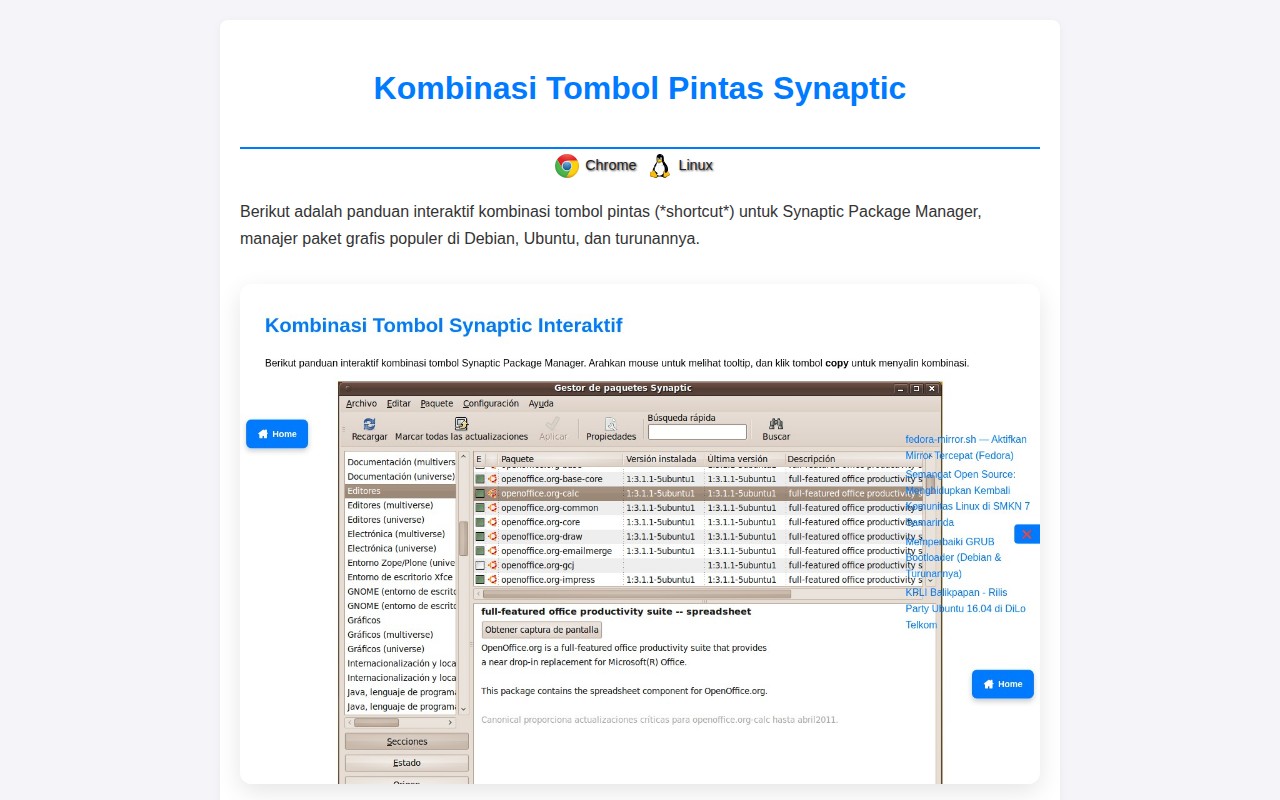 Kombinasi Tombol Pintas Synaptic
Chrome Linux
Berikut adalah panduan interaktif kombinasi tombol pintas (*shortcut*) untuk Synaptic Package Manager,
manajer paket grafis populer di Debian, Ubuntu, dan turunannya.
Kombinasi Tombol Synaptic Interaktif
Berikut panduan interaktif kombinasi tombol Synaptic Package Manager. Arahkan mouse untuk melihat tooltip, dan klik tombol copy untuk menyalin kombinasi.
Gestor de paquetes Synaptic
Archivo Editar Paquete Configuración Ayuda
Recargar Marcar todas las actualizaciones Aplicar Propiedades Búsqueda rápida Buscar
Home
Documentación (multivers
Documentación (universe)
Editores
Editores (multiverse)
Editores (universe)
Electrónica (multiverse)
Electrónica (universe)
Entorno Zope/Plone (unive
Entorno de escritorio Xfce
GNOME (entorno de escrito
GNOME (entorno de escrito
Gráficos
Gráficos (multiverse)
Gráficos (universe)
Internacionalización y loca
Internacionalización y loca
Java, lenguaje de programa
Java, lenguaje de programa
Secciones
Estado
E Paquete Versión instalada Última versión Descripción
openoffice.org-base-core 1:3.1.1-5ubuntu1 1:3.1.1-5ubuntu1 full-featured office productivity s
openoffice.org-calc 1:3.1.1-5ubuntu1 1:3.1.1-5ubuntu1 full-featured office productivity s
openoffice.org-common 1:3.1.1-5ubuntu1 1:3.1.1-5ubuntu1 full-featured office productivity s
openoffice.org-core 1:3.1.1-5ubuntu1 1:3.1.1-5ubuntu1 full-featured office productivity s
openoffice.org-draw 1:3.1.1-5ubuntu1 1:3.1.1-5ubuntu1 full-featured office productivity s
openoffice.org-emailmerge 1:3.1.1-5ubuntu1 1:3.1.1-5ubuntu1 full-featured office productivity s
openoffice.org-gcj 1:3.1.1-5ubuntu1 full-featured office productivity s
openoffice.org-impress 1:3.1.1-5ubuntu1 1:3.1.1-5ubuntu1 full-featured office productivity s
full-featured office productivity suite -- spreadsheet
Obtener captura de pantalla
OpenOffice.org is a full-featured office productivity suite that provides
a near drop-in replacement for Microsoft(R) Office.
This package contains the spreadsheet component for OpenOffice.org.
Canonical proporciona actualizaciones críticas para openoffice.org-calc hasta abril2011.
fedora-mirror.sh — Aktifkan
Mirror Tercepat (Fedora)
Semangat Open Source:
Menghidupkan Kembali
Komunitas Linux di SMKN 7
Samarinda
Memperbaiki GRUB
Bootloader (Debian &
Turunannya)
KPLI Balikpapan - Rilis
Party Ubuntu 16.04 di DiLo
Telkom
Home